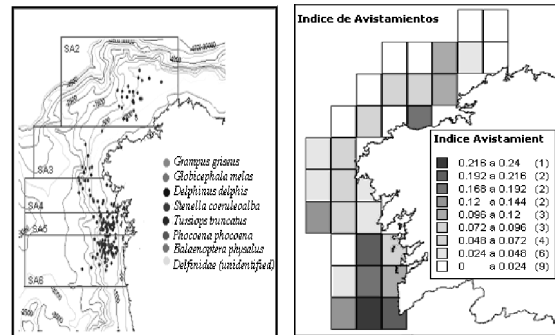 SA2
SA3
SA4
SA5
SA6
Grampus griseus
Globicephala melas
Delphinus delphis
Stenella coeruleoalba
Tursiops truncatus
Phocoena phocoena
Balaenoptera physalus
Delfinidae (unidentified)
Indice de Avistamientos
Indice Avistamient
0.216 a 0.24 (1)
0.192 a 0.216 (2)
0.168 a 0.192 (2)
0.12 a 0.144 (2)
0.096 a 0.12 (3)
0.072 a 0.096 (3)
0.048 a 0.072 (4)
0.024 a 0.048 (6)
0 a 0.024 (9)